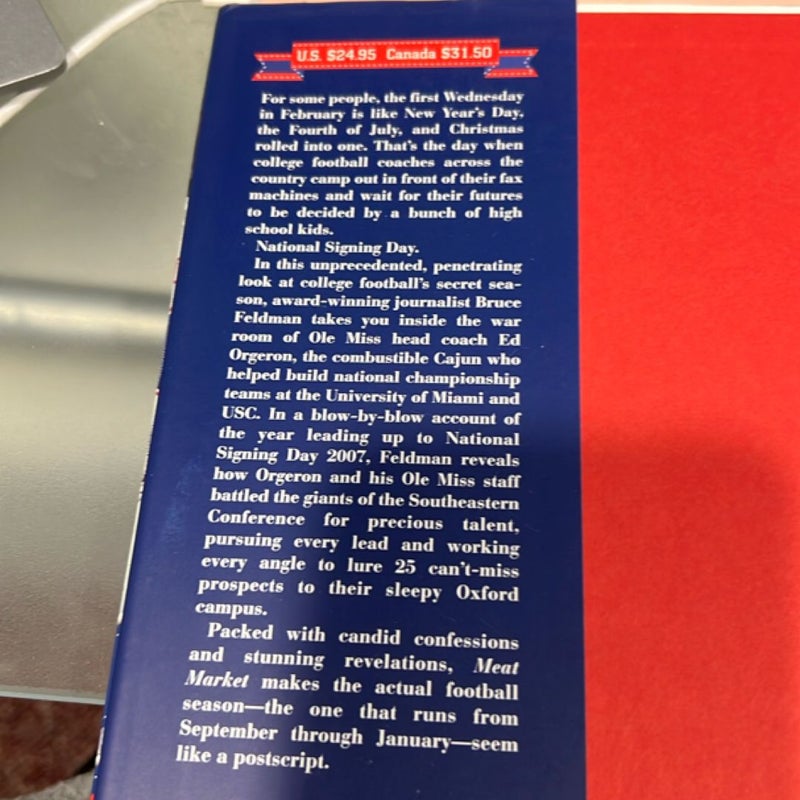 U.S. $24.95 Canada $31.50
For some people, the first Wednesday
in February is like New Year's Day,
the Fourth of July, and Christmas
rolled into one. That's the day when
college football coaches across the
country camp out in front of their fax
machines and wait for their futures
to be decided by a bunch of high
school kids.
National Signing Day.
In this unprecedented, penetrating
look at college football's secret sea-
son, award-winning journalist Bruce
Feldman takes you inside the war
room of Ole Miss head coach Ed
Orgeron, the combustible Cajun who
helped build national championship
teams at the University of Miami and
USC. In a blow-by-blow account of
the year leading up to National
Signing Day 2007, Feldman reveals
how Orgeron and his Ole Miss staff
battled the giants of the Southeastern
Conference for precious talent,
pursuing every lead and working
every angle to lure 25 can't-miss
prospects to their sleepy Oxford
campus.
Packed with candid confessions
and stunning revelations, Meat
Market makes the actual football
season—the one that runs from
September through January—seem
like a postscript.